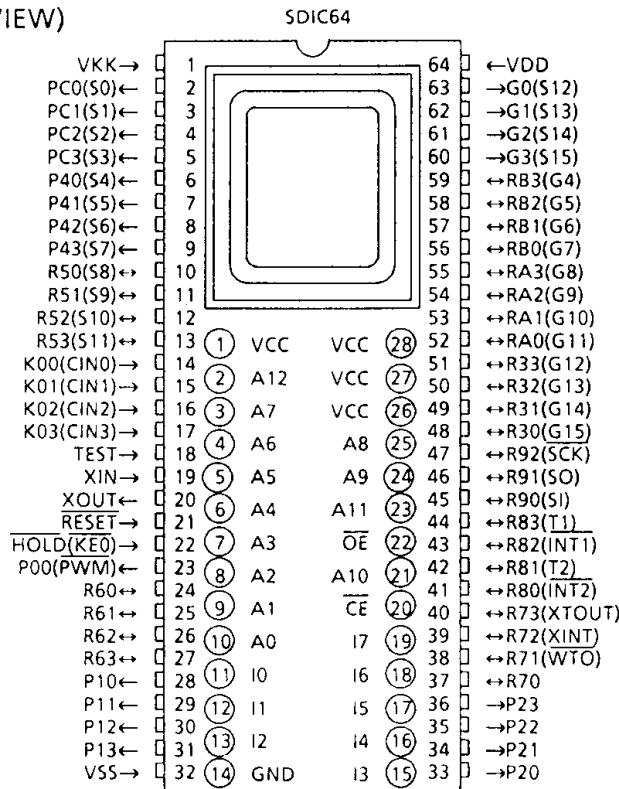 IEW)
SDIC64
VKK→ 1 64 ←VDD
PC0(S0)← 2 63 →G0(S12)
PC1(S1)← 3 62 →G1(S13)
PC2(S2)← 4 61 →G2(S14)
PC3(S3)← 5 60 →G3(S15)
P40(S4)← 6 59 ↔RB3(G4)
P41(S5)← 7 58 ↔RB2(G5)
P42(S6)← 8 57 ↔RB1(G6)
P43(S7)← 9 56 ↔RB0(G7)
R50(S8)↔ 10 55 ↔RA3(G8)
R51(S9)↔ 11 54 ↔RA2(G9)
R52(S10)↔ 12 53 ↔RA1(G10)
R53(S11)↔ 13 ① VCC VCC ㉘ 52 ↔RA0(G11)
K00(CIN0)→ 14 51 ↔R33(G12)
K01(CIN1)→ 15 ② A12 VCC ㉗ 50 ↔R32(G13)
K02(CIN2)→ 16 ③ A7 VCC ㉖ 49 ↔R31(G14)
K03(CIN3)→ 17 ④ A6 A8 ㉕ 48 ↔R30(G15)
TEST→ 18 47 ↔R92(SCK)
XIN→ 19 ⑤ A5 A9 ㉔ 46 ↔R91(SO)
XOUT← 20 ⑥ A4 A11 ㉓ 45 ↔R90(SI)
RESET→ 21 44 ↔R83(T1)
HOLD(KE0)→ 22 ⑦ A3 OE ㉒ 43 ↔R82(INT1)
P00(PWM)← 23 ⑧ A2 A10 ㉑ 42 ↔R81(T2)
R60↔ 24 41 ↔R80(INT2)
R61↔ 25 ⑨ A1 CE ⑳ 40 ↔R73(XTOUT)
R62↔ 26 ⑩ A0 I7 ⑲ 39 ↔R72(XINT)
R63↔ 27 38 ↔R71(WTO)
P10← 28 ⑪ I0 I6 ⑱ 37 ↔R70
P11← 29 ⑫ I1 I5 ⑰ 36 →P23
P12← 30 35 →P22
P13← 31 ⑬ I2 I4 ⑯ 34 →P21
VSS→ 32 ⑭ GND I3 ⑮ 33 →P20